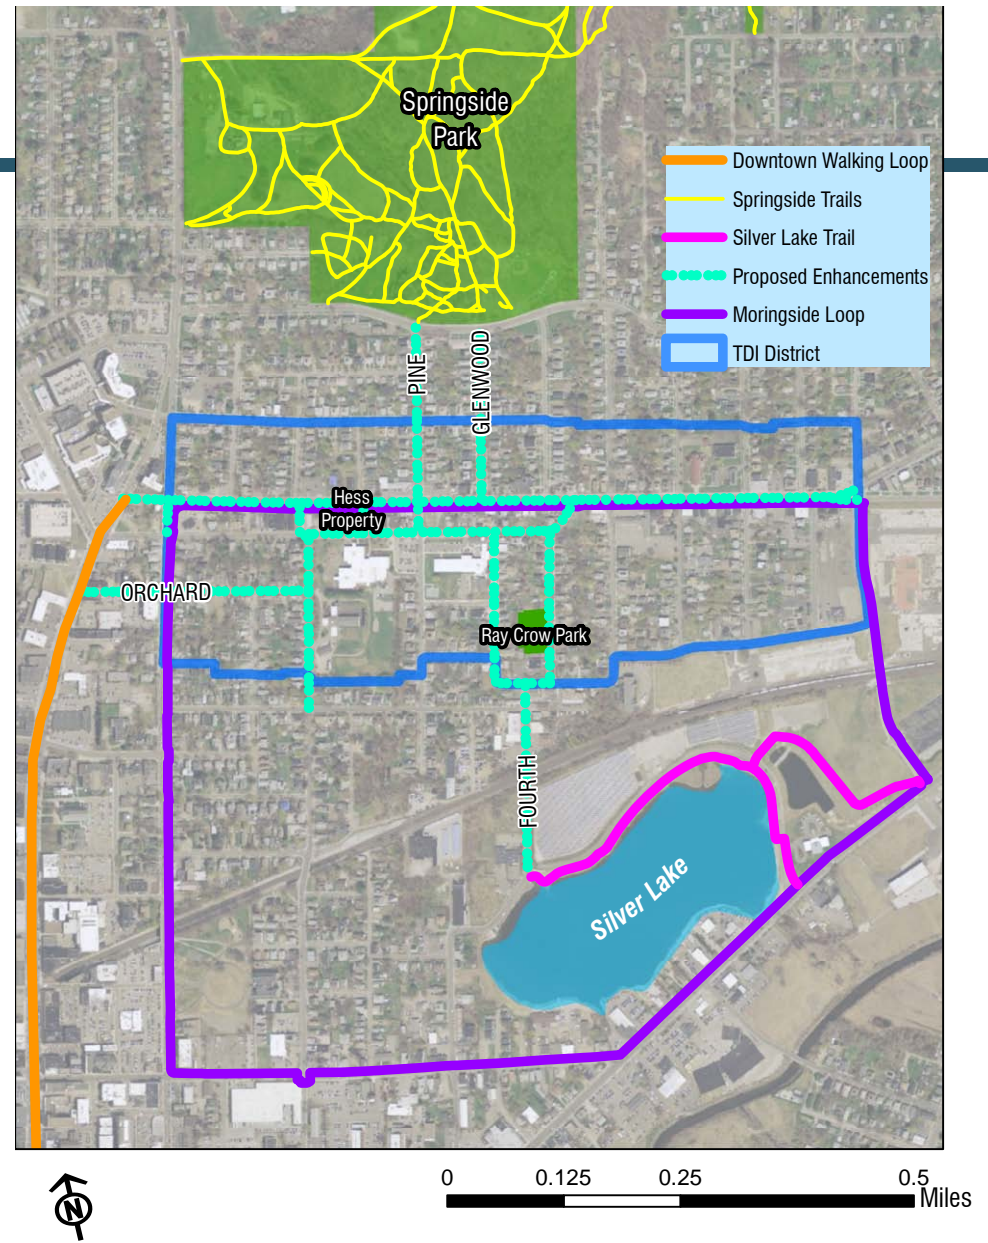 Springside
Park
Downtown Walking Loop
Springside Trails
Silver Lake Trail
Proposed Enhancements
Moringside Loop
TDI District
PINE
GLENWOOD
Hess
Property
ORCHARD
Ray Crow Park
FOURTH
Silver Lake
N
0 0.125 0.25 0.5
Miles